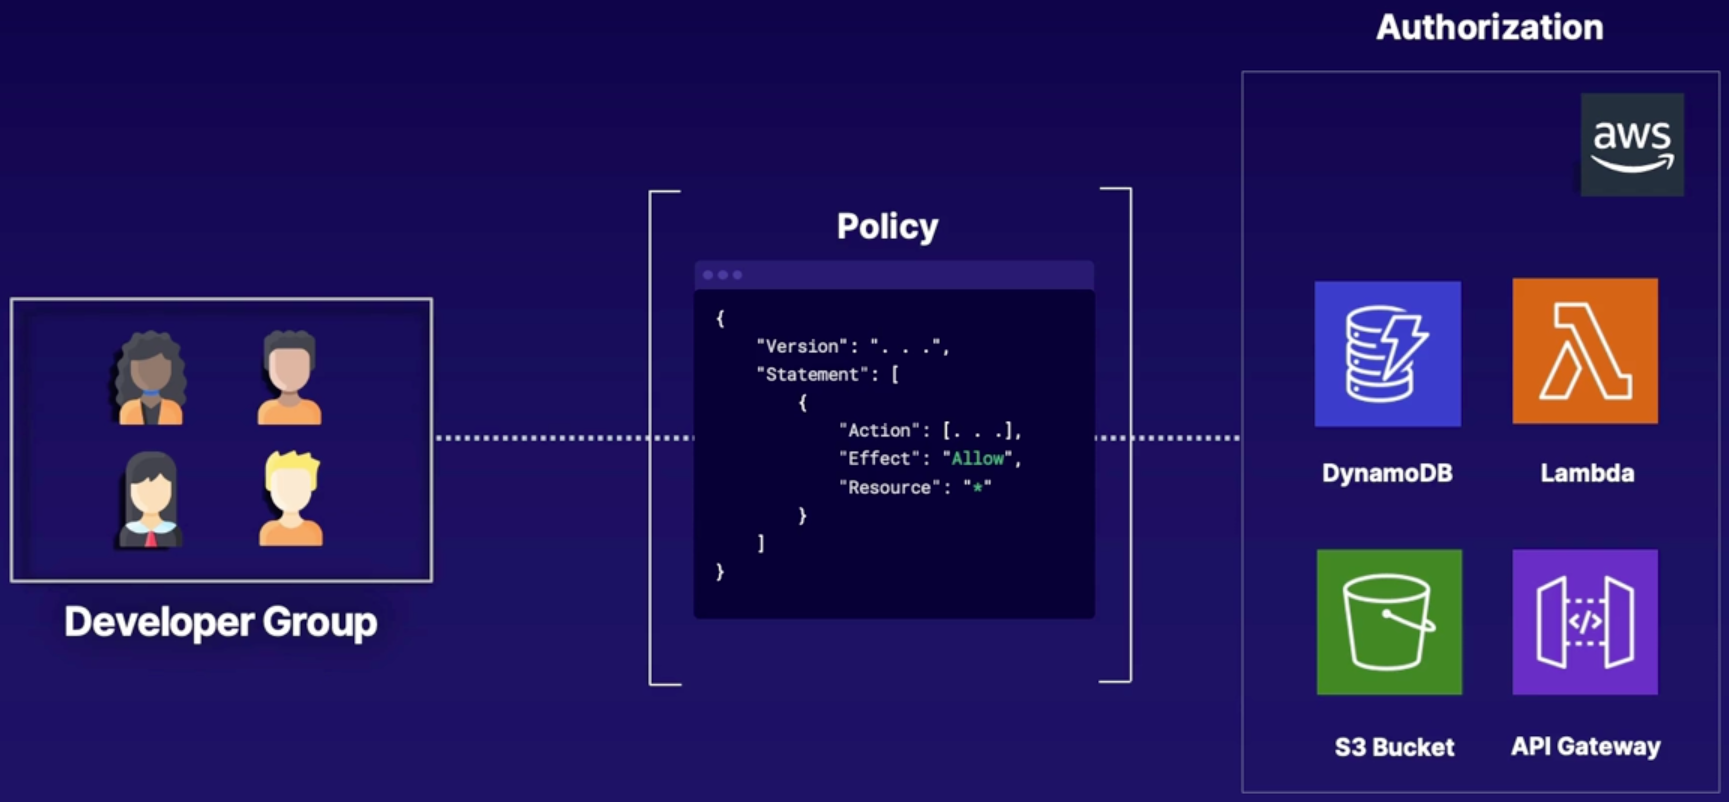 Authorization
aws
Policy
{
"Version": ". . .",
"Statement": [
{
"Action": [. . .],
"Effect": "Allow",
"Resource": "*"
}
]
}
Developer Group
DynamoDB
Lambda
</>
S3 Bucket
API Gateway